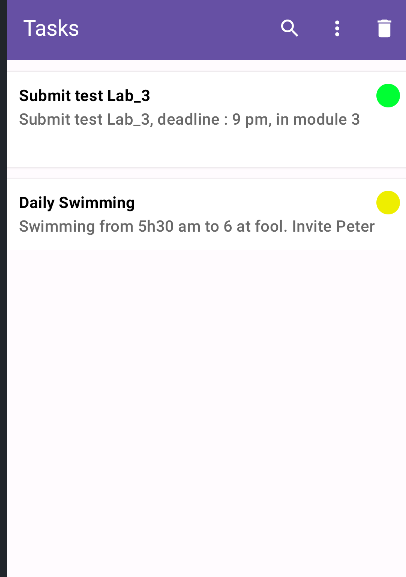 Tasks
Submit test Lab_3
Submit test Lab_3, deadline : 9 pm, in module 3
Daily Swimming
Swimming from 5h30 am to 6 at fool. Invite Peter